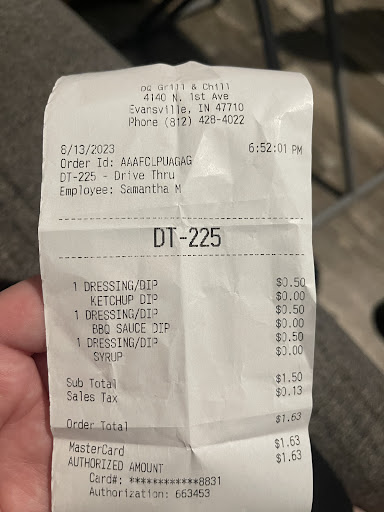 DQ Grill & Chill
4140 N. 1st Ave
Evansville, IN 47710
Phone (812) 428-4022
8/13/2023 6:52:01 PM
Order Id: AAAFCLPUAGAG
DT-225 - Drive Thru
Employee: Samantha M
DT-225
1 DRESSING/DIP $0.50
KETCHUP DIP $0.00
1 DRESSING/DIP $0.50
BBQ SAUCE DIP $0.00
1 DRESSING/DIP $0.50
SYRUP $0.00
Sub Total $1.50
Sales Tax $0.13
Order Total $1.63
MasterCard $1.63
AUTHORIZED AMOUNT $1.63
Card#: ************8831
Authorization: 663453